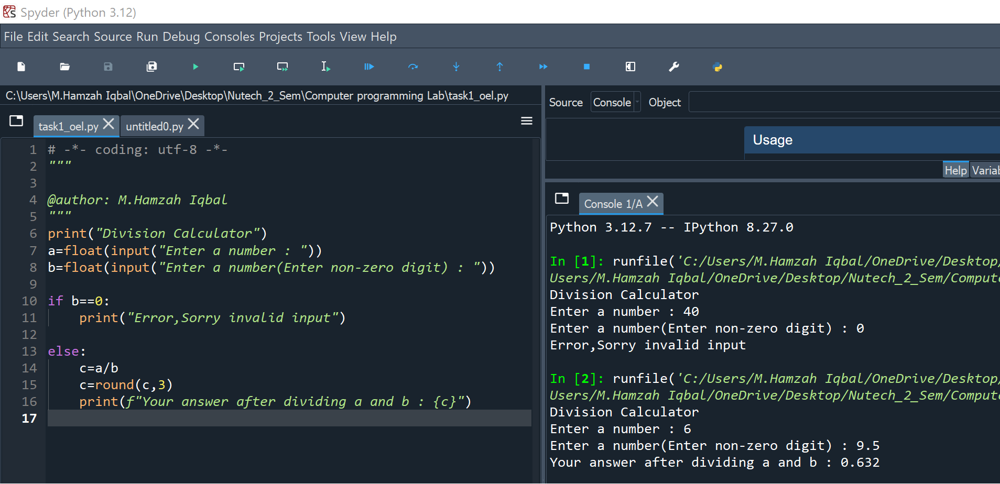 Spyder (Python 3.12)
File Edit Search Source Run Debug Consoles Projects Tools View Help
C:\Users\M.Hamzah Iqbal\OneDrive\Desktop\Nutech_2_Sem\Computer programming Lab\task1_oel.py
task1_oel.py
untitled0.py
1 # -*- coding: utf-8 -*-
2 """
3
4 @author: M.Hamzah Iqbal
5 """
6 print("Division Calculator")
7 a=float(input("Enter a number : "))
8 b=float(input("Enter a number(Enter non-zero digit) : "))
9
10 if b==0:
11     print("Error,Sorry invalid input")
12
13 else:
14     c=a/b
15     c=round(c,3)
16     print(f"Your answer after dividing a and b : {c}")
17
Source Console Object
Usage
Help Variab
Console 1/A
Python 3.12.7 -- IPython 8.27.0
In [1]: runfile('C:/Users/M.Hamzah Iqbal/OneDrive/Desktop/
Users/M.Hamzah Iqbal/OneDrive/Desktop/Nutech_2_Sem/Compute
Division Calculator
Enter a number : 40
Enter a number(Enter non-zero digit) : 0
Error,Sorry invalid input
In [2]: runfile('C:/Users/M.Hamzah Iqbal/OneDrive/Desktop/
Users/M.Hamzah Iqbal/OneDrive/Desktop/Nutech_2_Sem/Compute
Division Calculator
Enter a number : 6
Enter a number(Enter non-zero digit) : 9.5
Your answer after dividing a and b : 0.632